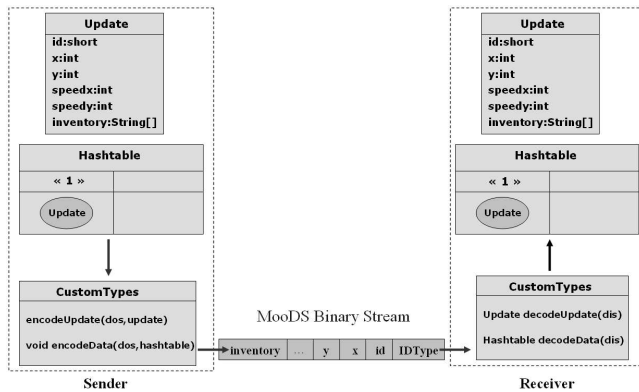 Update
id:short
x:int
y:int
speedx:int
speedy:int
inventory:String[]
Hashtable
« 1 »
Update
CustomTypes
encodeUpdate(dos,update)
void encodeData(dos,hashtable)
Sender
MooDS Binary Stream
inventory ... y x id IDType
Update
id:short
x:int
y:int
speedx:int
speedy:int
inventory:String[]
Hashtable
« 1 »
Update
CustomTypes
Update decodeUpdate(dis)
Hashtable decodeData(dis)
Receiver